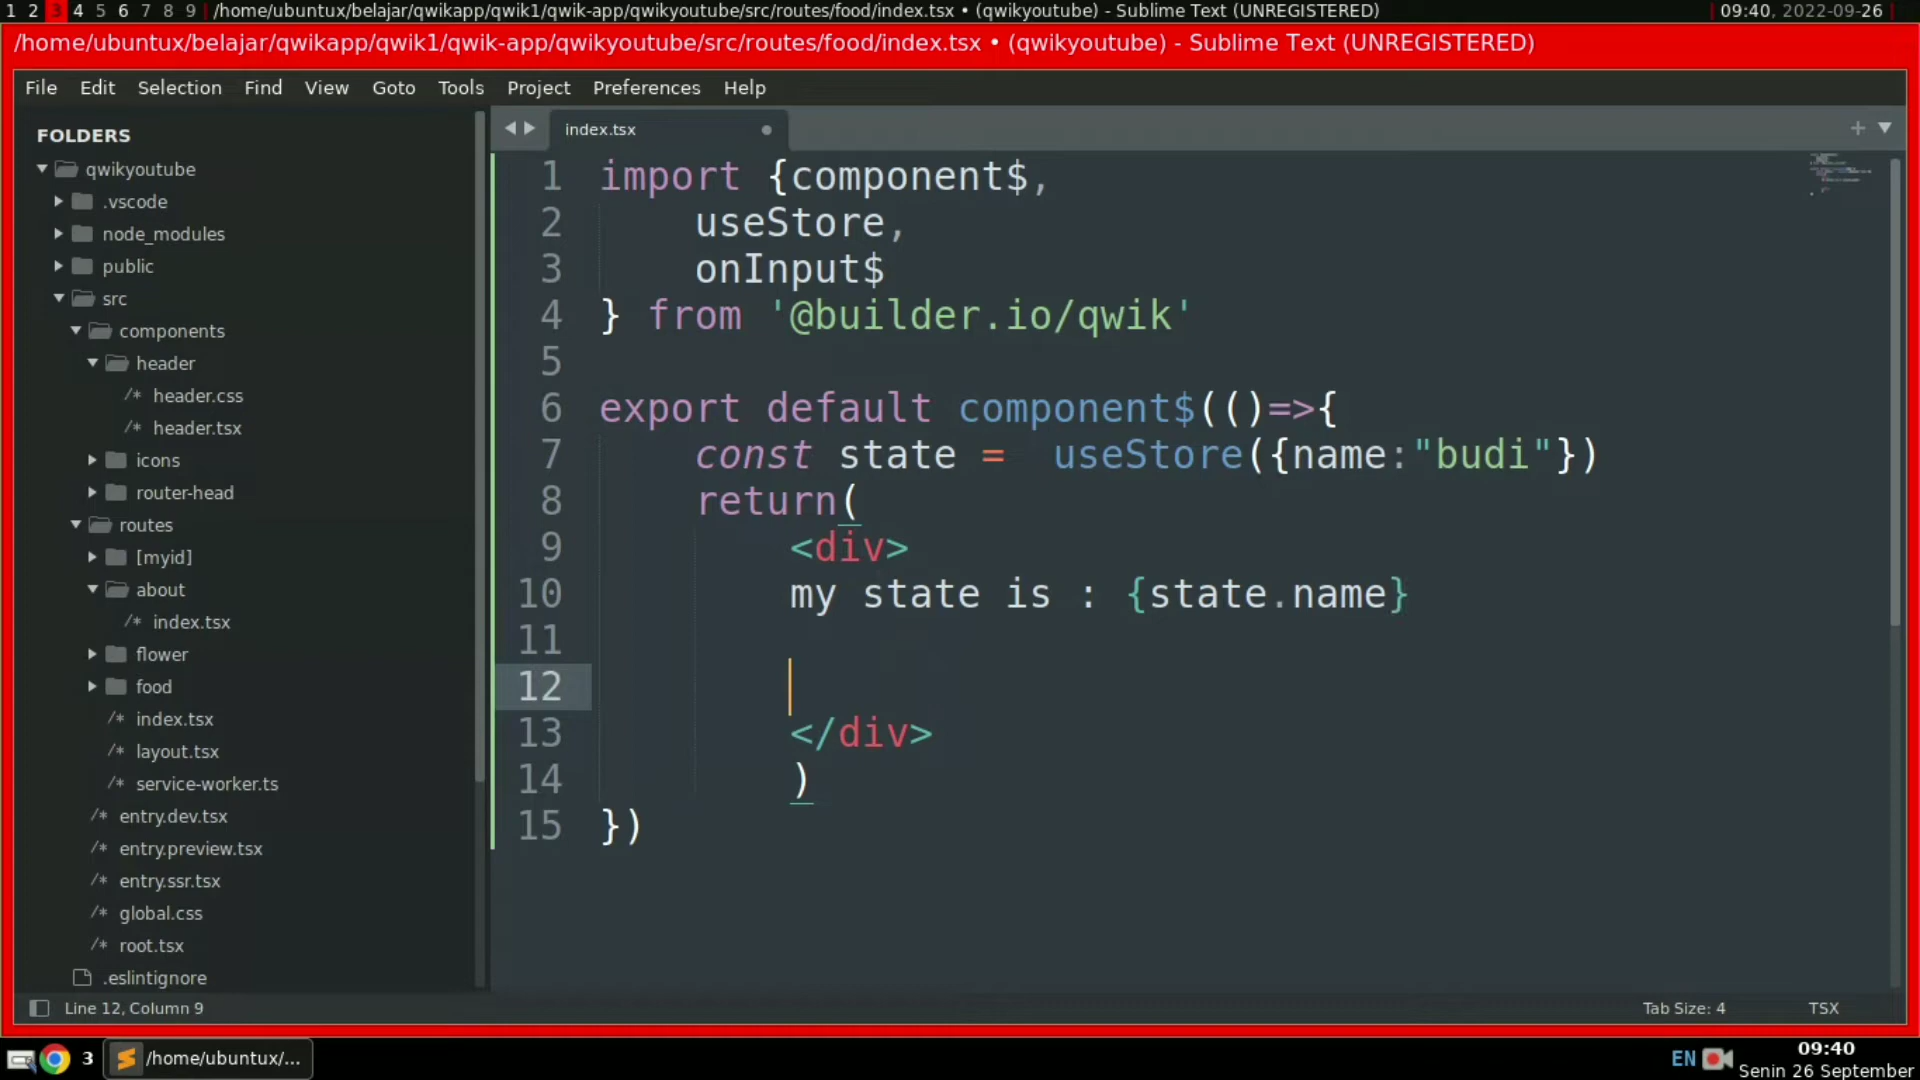 1 2 3 4 5 6 7 8 9 /home/ubuntux/belajar/qwikapp/qwik1/qwik-app/qwikyoutube/src/routes/food/index.tsx • (qwikyoutube) - Sublime Text (UNREGISTERED) 09:40, 2022-09-26
/home/ubuntux/belajar/qwikapp/qwik1/qwik-app/qwikyoutube/src/routes/food/index.tsx • (qwikyoutube) - Sublime Text (UNREGISTERED)
File Edit Selection Find View Goto Tools Project Preferences Help
FOLDERS
qwikyoutube
.vscode
node_modules
public
src
components
header
/* header.css
/* header.tsx
icons
router-head
routes
[myid]
about
/* index.tsx
flower
food
/* index.tsx
/* layout.tsx
/* service-worker.ts
/* entry.dev.tsx
/* entry.preview.tsx
/* entry.ssr.tsx
/* global.css
/* root.tsx
.eslintignore
index.tsx
1 import {component$,
2     useStore,
3     onInput$
4 } from '@builder.io/qwik'
5
6 export default component$(()=>{
7     const state =  useStore({name:"budi"})
8     return(
9         <div>
10         my state is : {state.name}
11
12
13         </div>
14         )
15 })
Line 12, Column 9 Tab Size: 4 TSX
3 /home/ubuntux/... EN 09:40
Senin 26 September